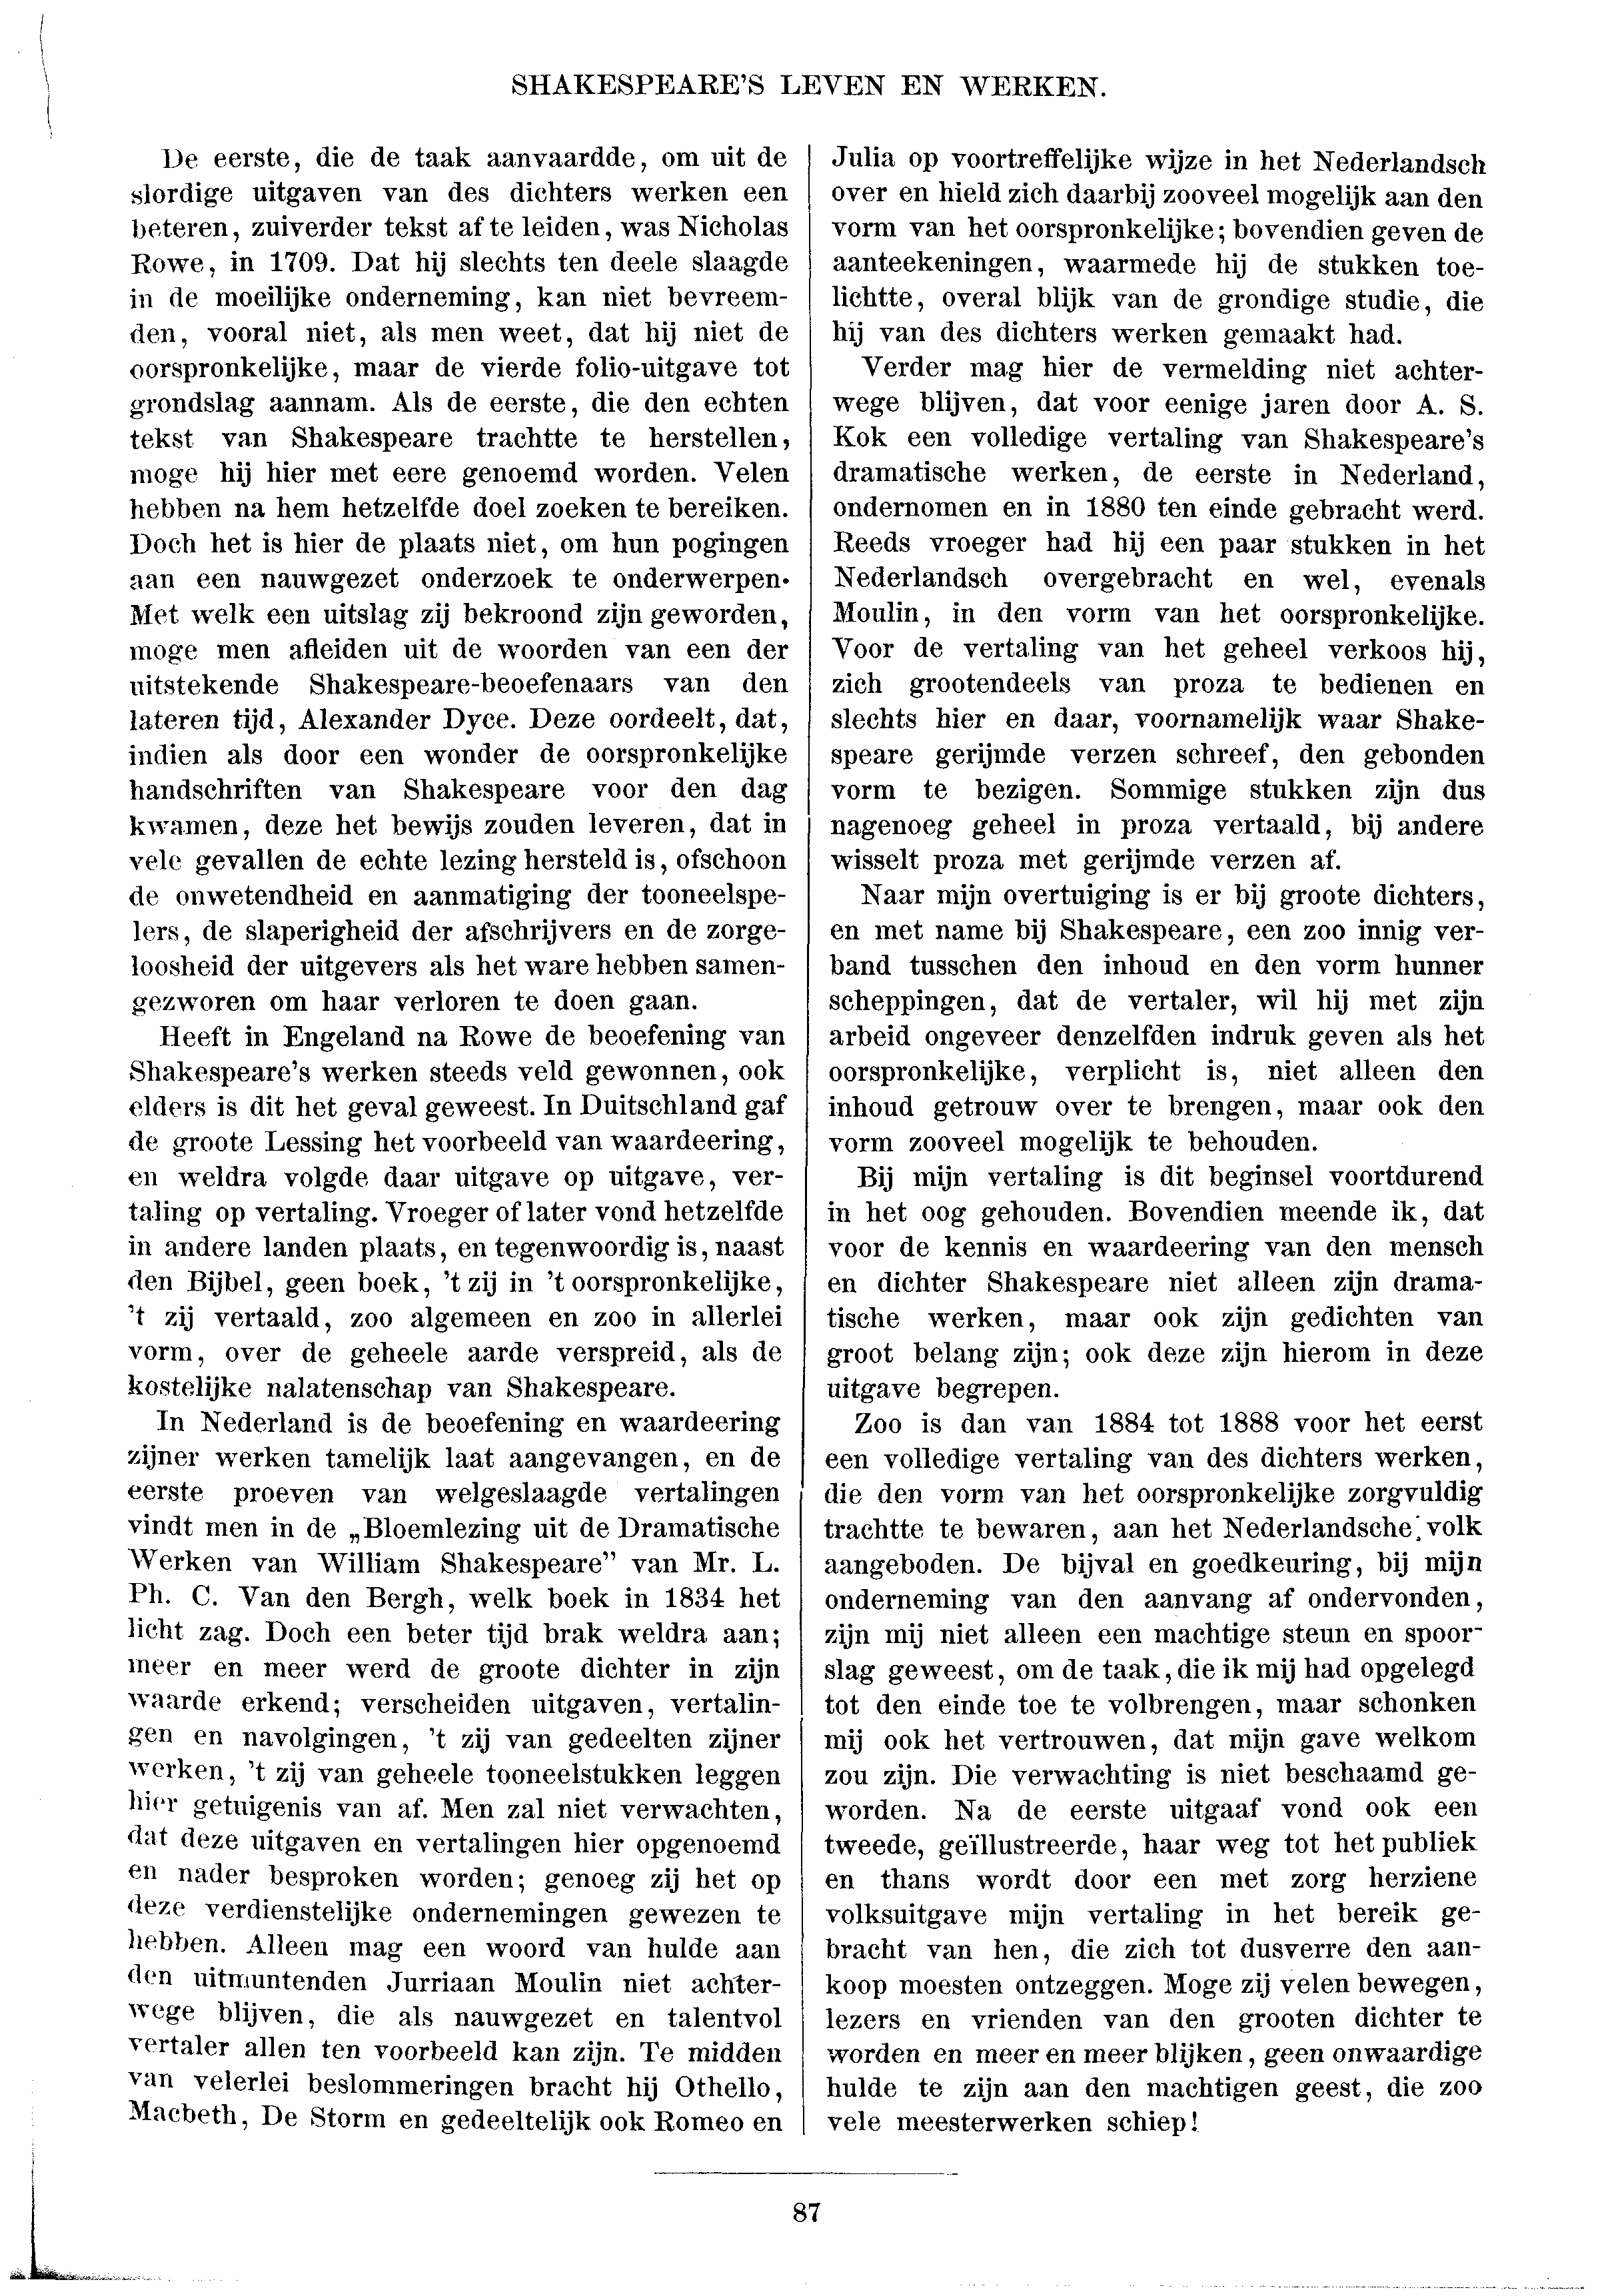 SHAKESPEARE'S LEVEN EN WERKEN.
De eerste, die de taak aanvaardde, om uit de
slordige uitgaven van des dichters werken een
beteren, zuiverder tekst af te leiden, was Nicholas
Rowe, in 1709. Dat hij slechts ten deele slaagde
in de moeilijke onderneming, kan niet bevreem-
den, vooral niet, als men weet, dat hij niet de
oorspronkelijke, maar de vierde folio-uitgave tot
grondslag aannam. Als de eerste, die den echten
tekst van Shakespeare trachtte te herstellen,
moge hij hier met eere genoemd worden. Velen
hebben na hem hetzelfde doel zoeken te bereiken.
Doch het is hier de plaats niet, om hun pogingen
aan een nauwgezet onderzoek te onderwerpen.
Met welk een uitslag zij bekroond zijn geworden,
moge men afleiden uit de woorden van een der
uitstekende Shakespeare-beoefenaars van den
lateren tijd, Alexander Dyce. Deze oordeelt, dat,
indien als door een wonder de oorspronkelijke
handschriften van Shakespeare voor den dag
kwamen, deze het bewijs zouden leveren, dat in
vele gevallen de echte lezing hersteld is, ofschoon
de onwetendheid en aanmatiging der tooneelspe-
lers, de slaperigheid der afschrijvers en de zorge-
loosheid der uitgevers als het ware hebben samen-
gezworen om haar verloren te doen gaan.
Heeft in Engeland na Rowe de beoefening van
Shakespeare's werken steeds veld gewonnen, ook
elders is dit het geval geweest. In Duitschland gaf
de groote Lessing het voorbeeld van waardeering,
en weldra volgde daar uitgave op uitgave, ver-
taling op vertaling. Vroeger of later vond hetzelfde
in andere landen plaats, en tegenwoordig is, naast
den Bijbel, geen boek, 't zij in 't oorspronkelijke,
't zij vertaald, zoo algemeen en zoo in allerlei
vorm, over de geheele aarde verspreid, als de
kostelijke nalatenschap van Shakespeare.
In Nederland is de beoefening en waardeering
zijner werken tamelijk laat aangevangen, en de
eerste proeven van welgeslaagde vertalingen
vindt men in de „Bloemlezing uit de Dramatische
Werken van William Shakespeare” van Mr. L.
Ph. C. Van den Bergh, welk boek in 1834 het
licht zag. Doch een beter tijd brak weldra aan;
meer en meer werd de groote dichter in zijn
waarde erkend; verscheiden uitgaven, vertalin-
gen en navolgingen, 't zij van gedeelten zijner
werken, 't zij van geheele tooneelstukken leggen
hier getuigenis van af. Men zal niet verwachten,
dat deze uitgaven en vertalingen hier opgenoemd
en nader besproken worden; genoeg zij het op
deze verdienstelijke ondernemingen gewezen te
hebben. Alleen mag een woord van hulde aan
den uitmuntenden Jurriaan Moulin niet achter-
wege blijven, die als nauwgezet en talentvol
vertaler allen ten voorbeeld kan zijn. Te midden
van velerlei beslommeringen bracht hij Othello,
Macbeth, De Storm en gedeeltelijk ook Romeo en
Julia op voortreffelijke wijze in het Nederlandsch
over en hield zich daarbij zooveel mogelijk aan den
vorm van het oorspronkelijke; bovendien geven de
aanteekeningen, waarmede hij de stukken toe-
lichtte, overal blijk van de grondige studie, die
hij van des dichters werken gemaakt had.
Verder mag hier de vermelding niet achter-
wege blijven, dat voor eenige jaren door A. S.
Kok een volledige vertaling van Shakespeare's
dramatische werken, de eerste in Nederland,
ondernomen en in 1880 ten einde gebracht werd.
Reeds vroeger had hij een paar stukken in het
Nederlandsch overgebracht en wel, evenals
Moulin, in den vorm van het oorspronkelijke.
Voor de vertaling van het geheel verkoos hij,
zich grootendeels van proza te bedienen en
slechts hier en daar, voornamelijk waar Shake-
speare gerijmde verzen schreef, den gebonden
vorm te bezigen. Sommige stukken zijn dus
nagenoeg geheel in proza vertaald, bij andere
wisselt proza met gerijmde verzen af.
Naar mijn overtuiging is er bij groote dichters,
en met name bij Shakespeare, een zoo innig ver-
band tusschen den inhoud en den vorm hunner
scheppingen, dat de vertaler, wil hij met zijn
arbeid ongeveer denzelfden indruk geven als het
oorspronkelijke, verplicht is, niet alleen den
inhoud getrouw over te brengen, maar ook den
vorm zooveel mogelijk te behouden.
Bij mijn vertaling is dit beginsel voortdurend
in het oog gehouden. Bovendien meende ik, dat
voor de kennis en waardeering van den mensch
en dichter Shakespeare niet alleen zijn drama-
tische werken, maar ook zijn gedichten van
groot belang zijn; ook deze zijn hierom in deze
uitgave begrepen.
Zoo is dan van 1884 tot 1888 voor het eerst
een volledige vertaling van des dichters werken,
die den vorm van het oorspronkelijke zorgvuldig
trachtte te bewaren, aan het Nederlandsche volk
aangeboden. De bijval en goedkeuring, bij mijn
onderneming van den aanvang af ondervonden,
zijn mij niet alleen een machtige steun en spoor-
slag geweest, om de taak, die ik mij had opgelegd
tot den einde toe te volbrengen, maar schonken
mij ook het vertrouwen, dat mijn gave welkom
zou zijn. Die verwachting is niet beschaamd ge-
worden. Na de eerste uitgaaf vond ook een
tweede, geïllustreerde, haar weg tot het publiek
en thans wordt door een met zorg herziene
volksuitgave mijn vertaling in het bereik ge-
bracht van hen, die zich tot dusverre den aan-
koop moesten ontzeggen. Moge zij velen bewegen,
lezers en vrienden van den grooten dichter te
worden en meer en meer blijken, geen onwaardige
hulde te zijn aan den machtigen geest, die zoo
vele meesterwerken schiep!
87